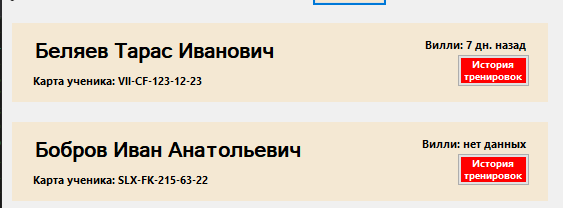 Беляев Тарас Иванович
Вилли: 7 дн. назад
Карта ученика: VII-CF-123-12-23
История
тренировок
Бобров Иван Анатольевич
Вилли: нет данных
Карта ученика: SLX-FK-215-63-22
История
тренировок